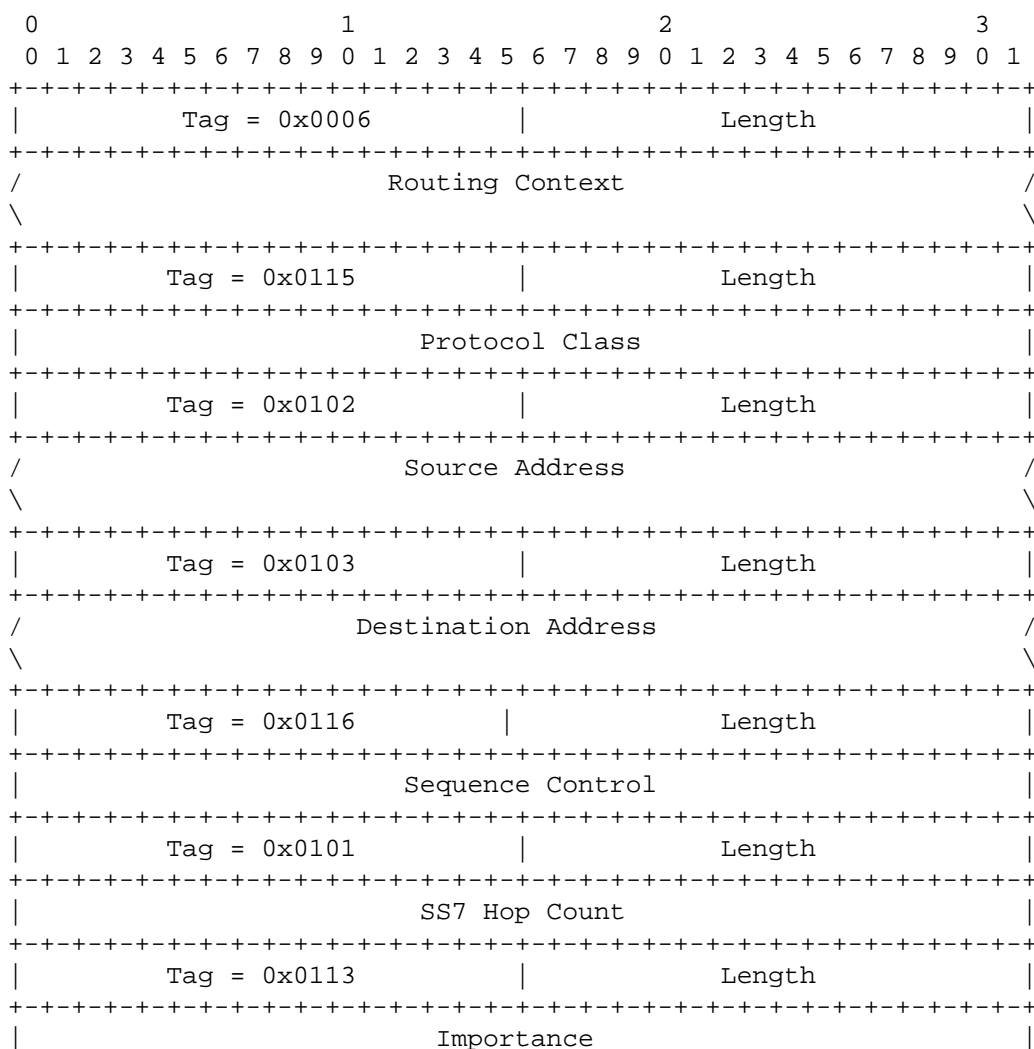 0                   1                   2                   3
 0 1 2 3 4 5 6 7 8 9 0 1 2 3 4 5 6 7 8 9 0 1 2 3 4 5 6 7 8 9 0 1
+-+-+-+-+-+-+-+-+-+-+-+-+-+-+-+-+-+-+-+-+-+-+-+-+-+-+-+-+-+-+-+-+
|          Tag = 0x0006         |            Length             |
+-+-+-+-+-+-+-+-+-+-+-+-+-+-+-+-+-+-+-+-+-+-+-+-+-+-+-+-+-+-+-+-+
/                       Routing Context                         /
\                                                               \
+-+-+-+-+-+-+-+-+-+-+-+-+-+-+-+-+-+-+-+-+-+-+-+-+-+-+-+-+-+-+-+-+
|         Tag = 0x0115          |            Length             |
+-+-+-+-+-+-+-+-+-+-+-+-+-+-+-+-+-+-+-+-+-+-+-+-+-+-+-+-+-+-+-+-+
|                         Protocol Class                        |
+-+-+-+-+-+-+-+-+-+-+-+-+-+-+-+-+-+-+-+-+-+-+-+-+-+-+-+-+-+-+-+-+
|         Tag = 0x0102          |            Length             |
+-+-+-+-+-+-+-+-+-+-+-+-+-+-+-+-+-+-+-+-+-+-+-+-+-+-+-+-+-+-+-+-+
/                        Source Address                         /
\                                                               \
+-+-+-+-+-+-+-+-+-+-+-+-+-+-+-+-+-+-+-+-+-+-+-+-+-+-+-+-+-+-+-+-+
|         Tag = 0x0103          |            Length             |
+-+-+-+-+-+-+-+-+-+-+-+-+-+-+-+-+-+-+-+-+-+-+-+-+-+-+-+-+-+-+-+-+
/                     Destination Address                       /
\                                                               \
+-+-+-+-+-+-+-+-+-+-+-+-+-+-+-+-+-+-+-+-+-+-+-+-+-+-+-+-+-+-+-+-+
|         Tag = 0x0116         |             Length             |
+-+-+-+-+-+-+-+-+-+-+-+-+-+-+-+-+-+-+-+-+-+-+-+-+-+-+-+-+-+-+-+-+
|                        Sequence Control                       |
+-+-+-+-+-+-+-+-+-+-+-+-+-+-+-+-+-+-+-+-+-+-+-+-+-+-+-+-+-+-+-+-+
|         Tag = 0x0101          |            Length             |
+-+-+-+-+-+-+-+-+-+-+-+-+-+-+-+-+-+-+-+-+-+-+-+-+-+-+-+-+-+-+-+-+
|                         SS7 Hop Count                         |
+-+-+-+-+-+-+-+-+-+-+-+-+-+-+-+-+-+-+-+-+-+-+-+-+-+-+-+-+-+-+-+-+
|         Tag = 0x0113          |            Length             |
+-+-+-+-+-+-+-+-+-+-+-+-+-+-+-+-+-+-+-+-+-+-+-+-+-+-+-+-+-+-+-+-+
|                          Importance                           |